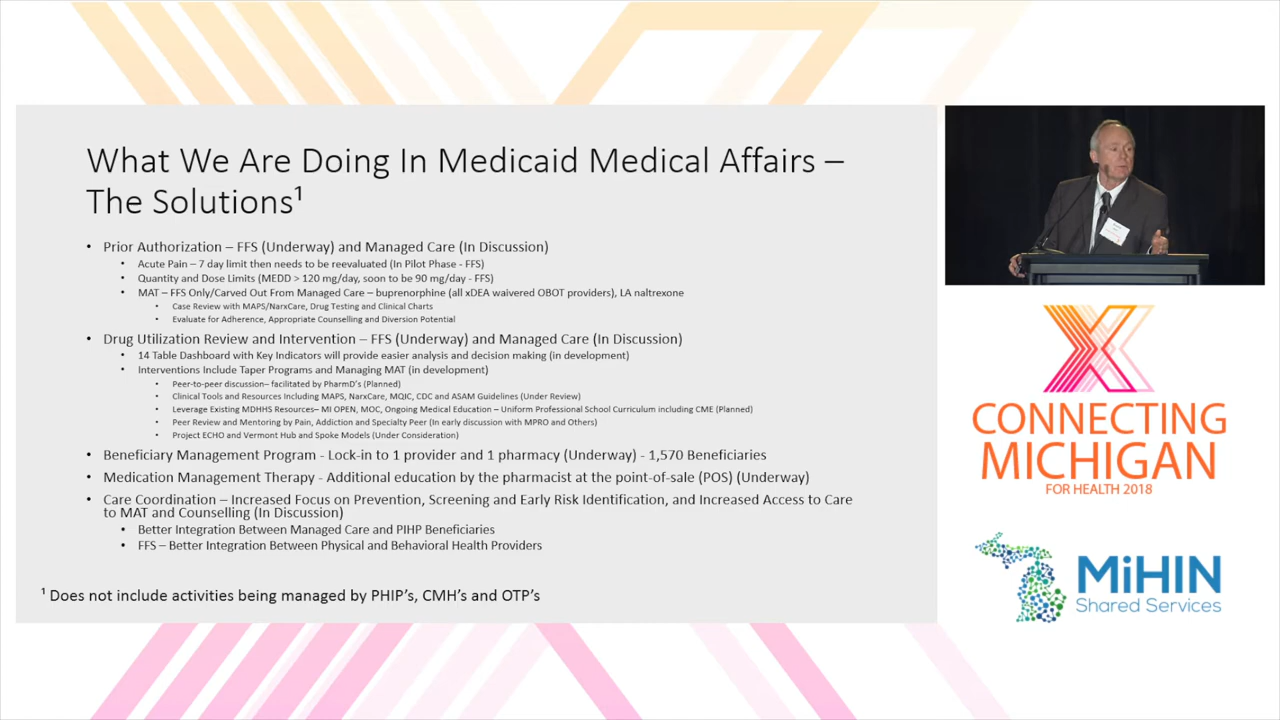 What We Are Doing In Medicaid Medical Affairs –
The Solutions¹
• Prior Authorization – FFS (Underway) and Managed Care (In Discussion)
• Acute Pain – 7 day limit then needs to be reevaluated (In Pilot Phase - FFS)
• Quantity and Dose Limits (MEDD > 120 mg/day, soon to be 90 mg/day - FFS)
• MAT – FFS Only/Carved Out From Managed Care – buprenorphine (all xDEA waivered OBOT providers), LA naltrexone
• Case Review with MAPS/NarxCare, Drug Testing and Clinical Charts
• Evaluate for Adherence, Appropriate Counselling and Diversion Potential
• Drug Utilization Review and Intervention – FFS (Underway) and Managed Care (In Discussion)
• 14 Table Dashboard with Key Indicators will provide easier analysis and decision making (in development)
• Interventions Include Taper Programs and Managing MAT (in development)
• Peer-to-peer discussion– facilitated by PharmD's (Planned)
• Clinical Tools and Resources Including MAPS, NarxCare, MQIC, CDC and ASAM Guidelines (Under Review)
• Leverage Existing MDHHS Resources– MI OPEN, MOC, Ongoing Medical Education – Uniform Professional School Curriculum including CME (Planned)
• Peer Review and Mentoring by Pain, Addiction and Specialty Peer (In early discussion with MPRO and Others)
• Project ECHO and Vermont Hub and Spoke Models (Under Consideration)
• Beneficiary Management Program - Lock-in to 1 provider and 1 pharmacy (Underway) - 1,570 Beneficiaries
• Medication Management Therapy - Additional education by the pharmacist at the point-of-sale (POS) (Underway)
• Care Coordination – Increased Focus on Prevention, Screening and Early Risk Identification, and Increased Access to Care
to MAT and Counselling (In Discussion)
• Better Integration Between Managed Care and PIHP Beneficiaries
• FFS – Better Integration Between Physical and Behavioral Health Providers
¹ Does not include activities being managed by PHIP's, CMH's and OTP's
CONNECTING
MICHIGAN
FOR HEALTH 2018
MiHIN
Shared Services